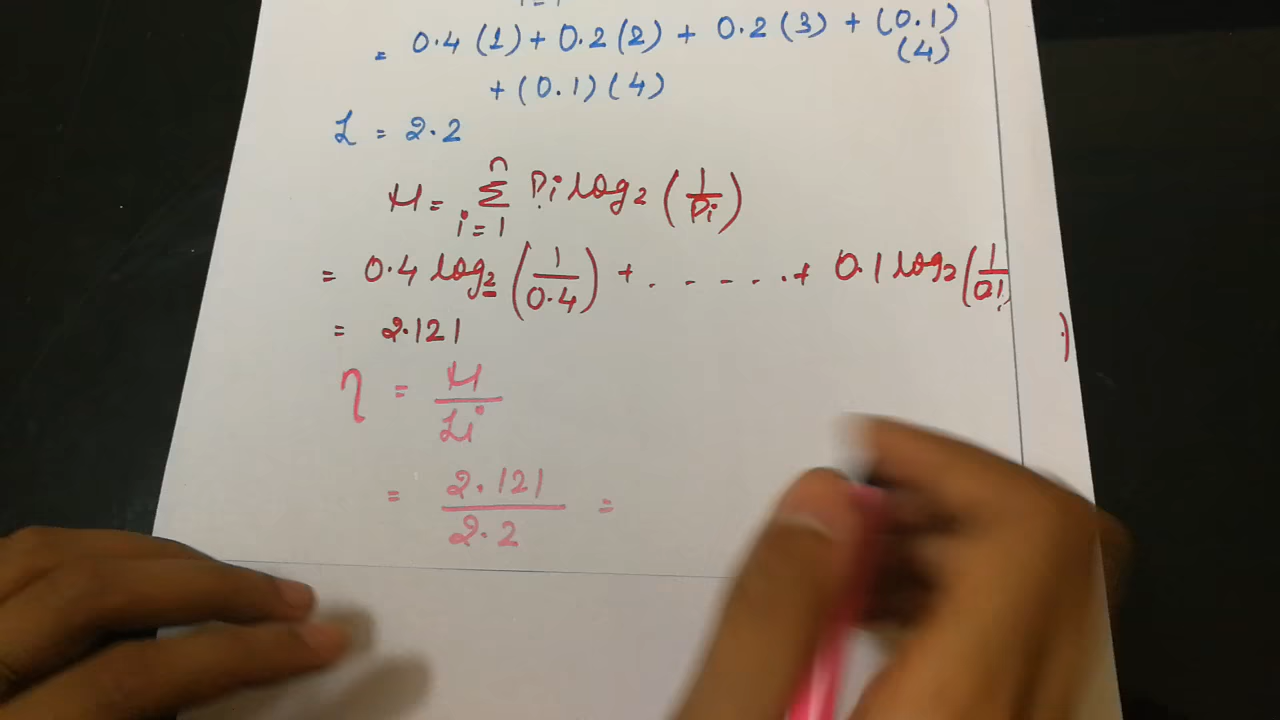 i=1
= 0.4 (1) + 0.2 (2) + 0.2 (3) + (0.1)
(4)
+ (0.1) (4)
L = 2.2
H = Σ Pi log2 (1/Pi)
n
i=1
= 0.4 log2 (1/0.4) + . - - - . . + 0.1 log2 (1/0.1
)
= 2.121
η = H/Li
= 2.121/2.2 =